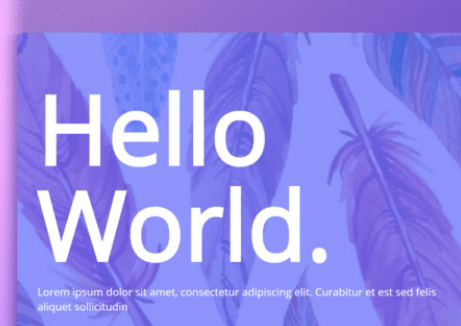 Hello
World.
Lorem ipsum dolor sit amet, consectetur adipiscing elit. Curabitur et est sed felis
aliquet sollicitudin